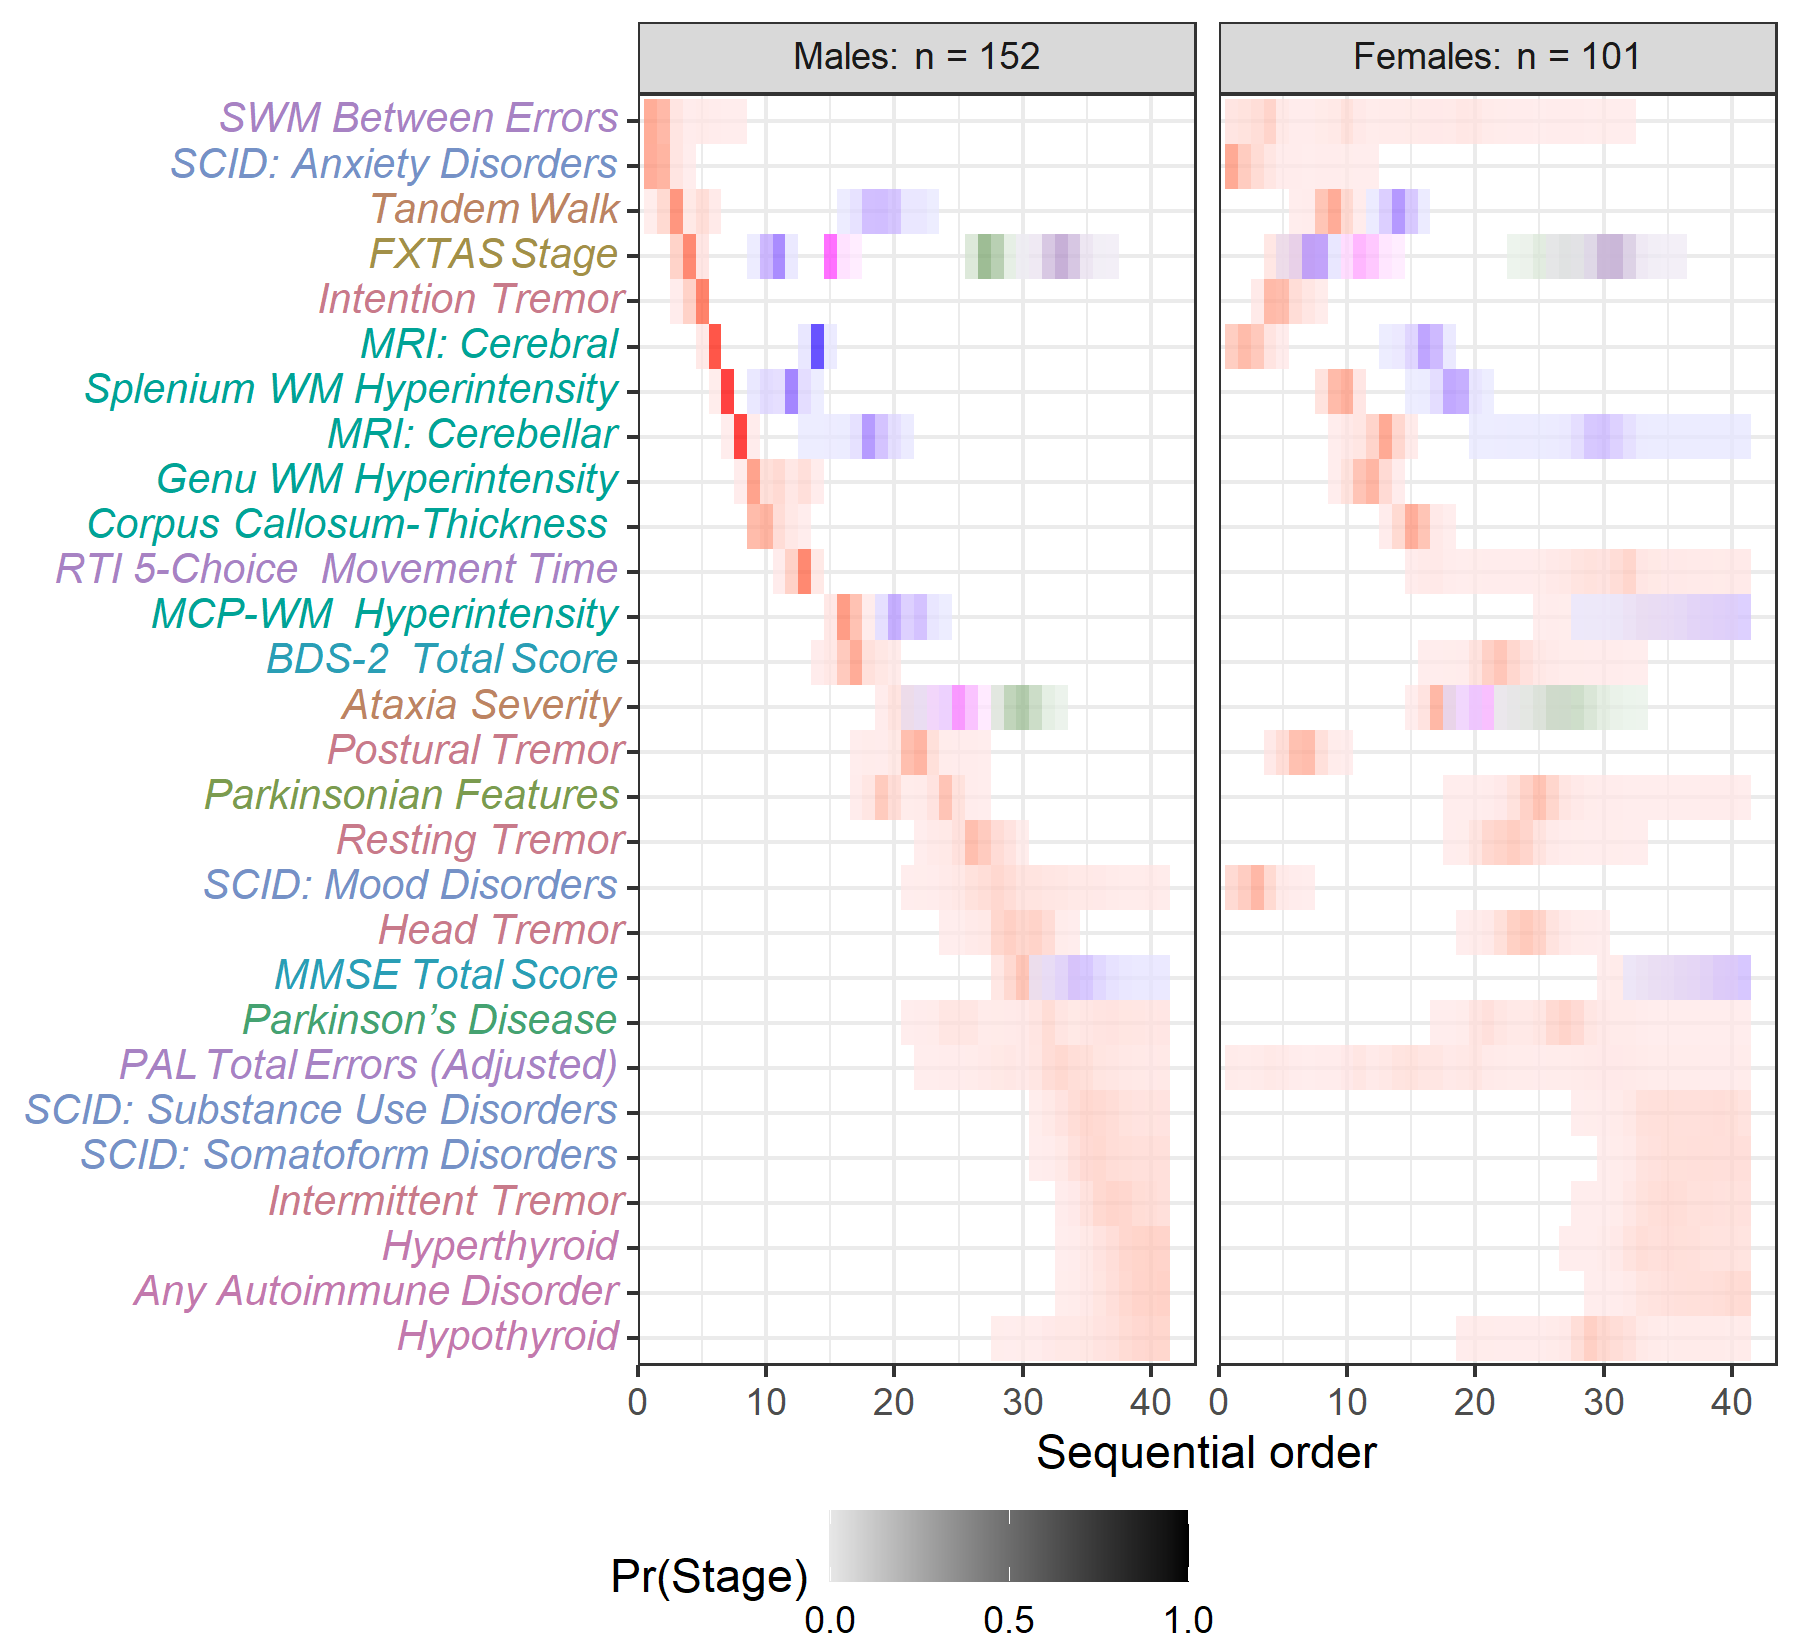 Males: n = 152
Females: n = 101
SWM Between Errors
SCID: Anxiety Disorders
Tandem Walk
FXTAS Stage
Intention Tremor
MRI: Cerebral
Splenium WM Hyperintensity
MRI: Cerebellar
Genu WM Hyperintensity
Corpus Callosum-Thickness
RTI 5-Choice Movement Time
MCP-WM Hyperintensity
BDS-2 Total Score
Ataxia Severity
Postural Tremor
Parkinsonian Features
Resting Tremor
SCID: Mood Disorders
Head Tremor
MMSE Total Score
Parkinson's Disease
PAL Total Errors (Adjusted)
SCID: Substance Use Disorders
SCID: Somatoform Disorders
Intermittent Tremor
Hyperthyroid
Any Autoimmune Disorder
Hypothyroid
0 10 20 30 40 0 10 20 30 40
Sequential order
Pr(Stage)
0.0 0.5 1.0